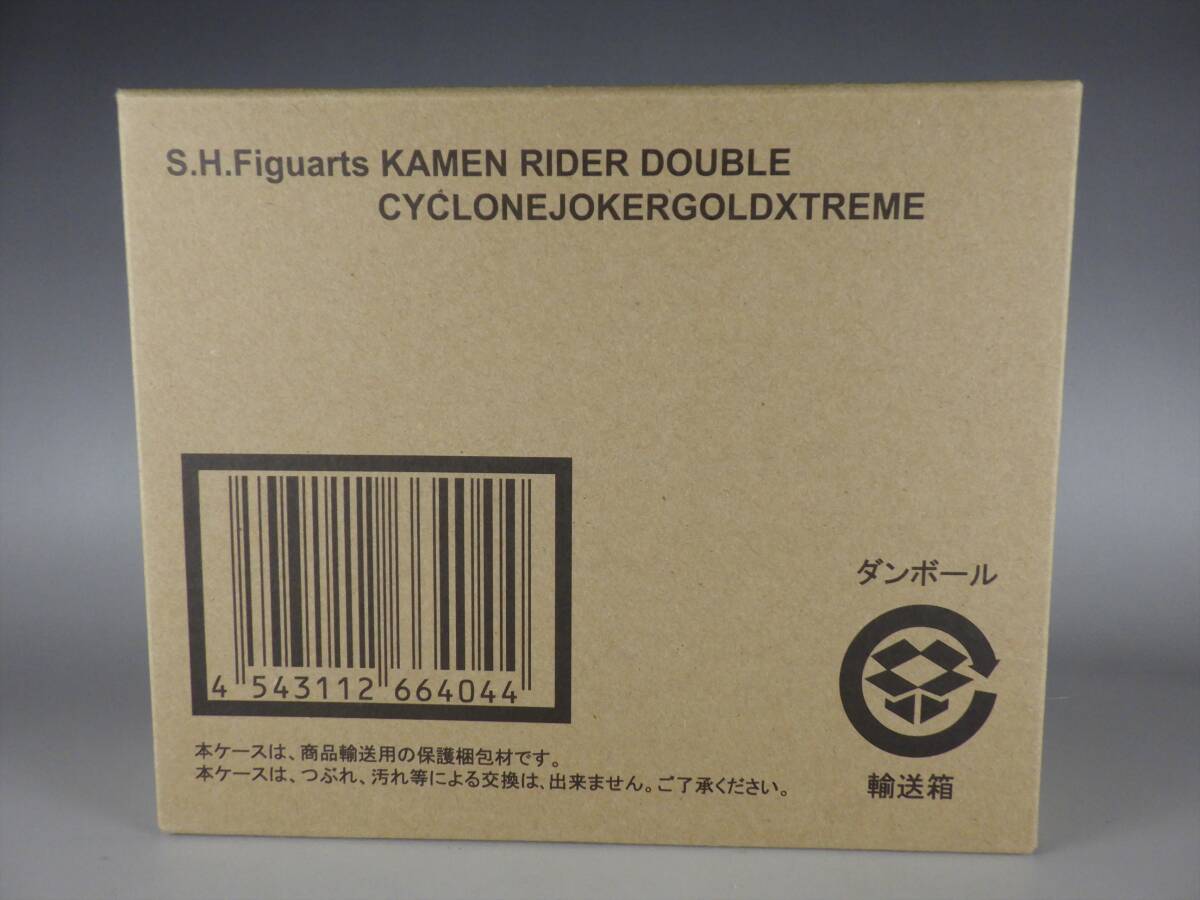 S.H.Figuarts KAMEN RIDER DOUBLE
CYCLONEJOKERGOLDXTREME
4 543112 664044
本ケースは、商品輸送用の保護梱包材です。
本ケースは、つぶれ、汚れ等による交換は、出来ません。ご了承ください。
ダンボール
輸送箱